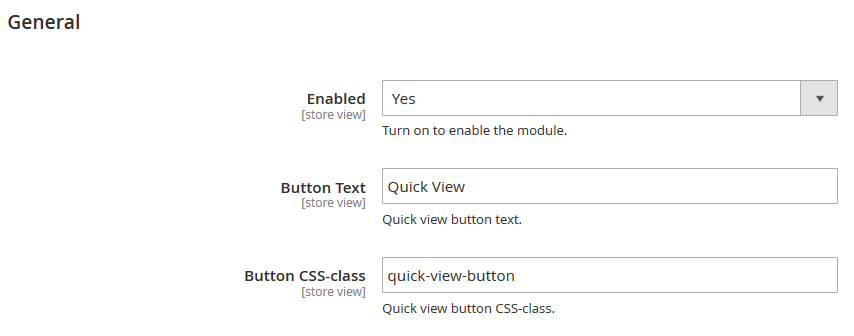 General
Enabled
[store view]
Yes
Turn on to enable the module.
Button Text
[store view]
Quick View
Quick view button text.
Button CSS-class
[store view]
quick-view-button
Quick view button CSS-class.